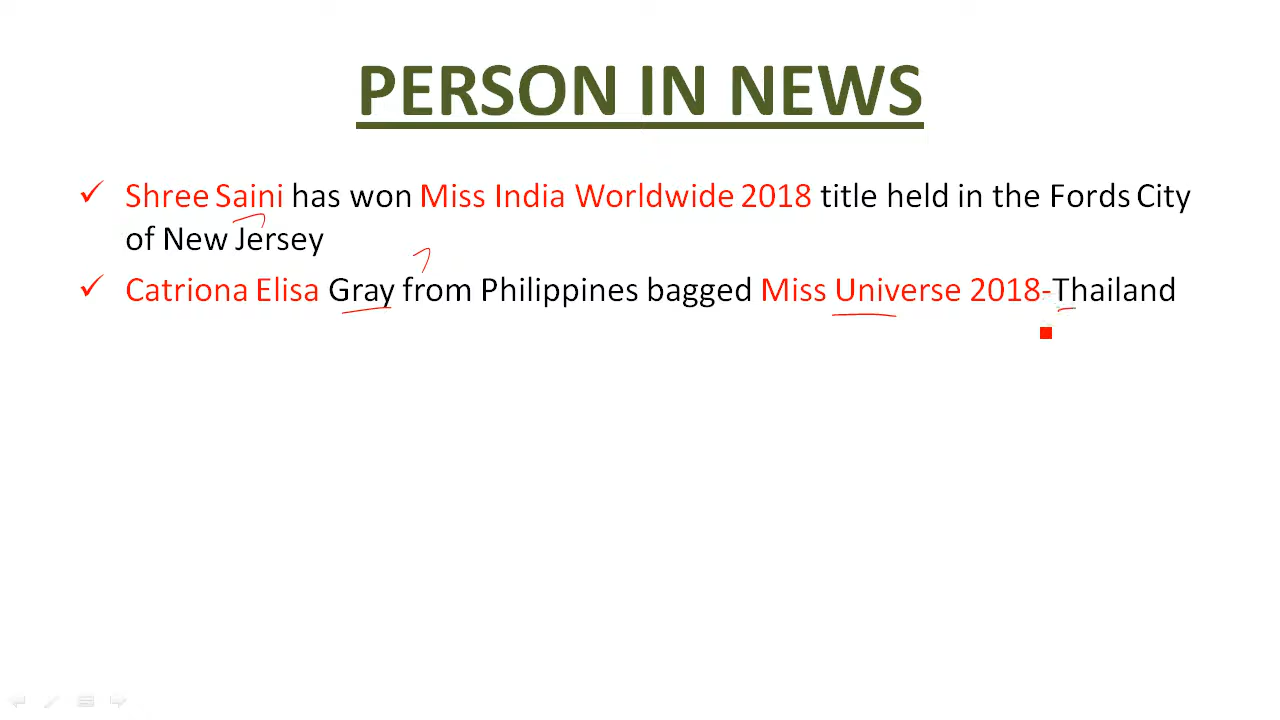 PERSON IN NEWS
✓ Shree Saini has won Miss India Worldwide 2018 title held in the Fords City
of New Jersey
✓ Catriona Elisa Gray from Philippines bagged Miss Universe 2018-Thailand